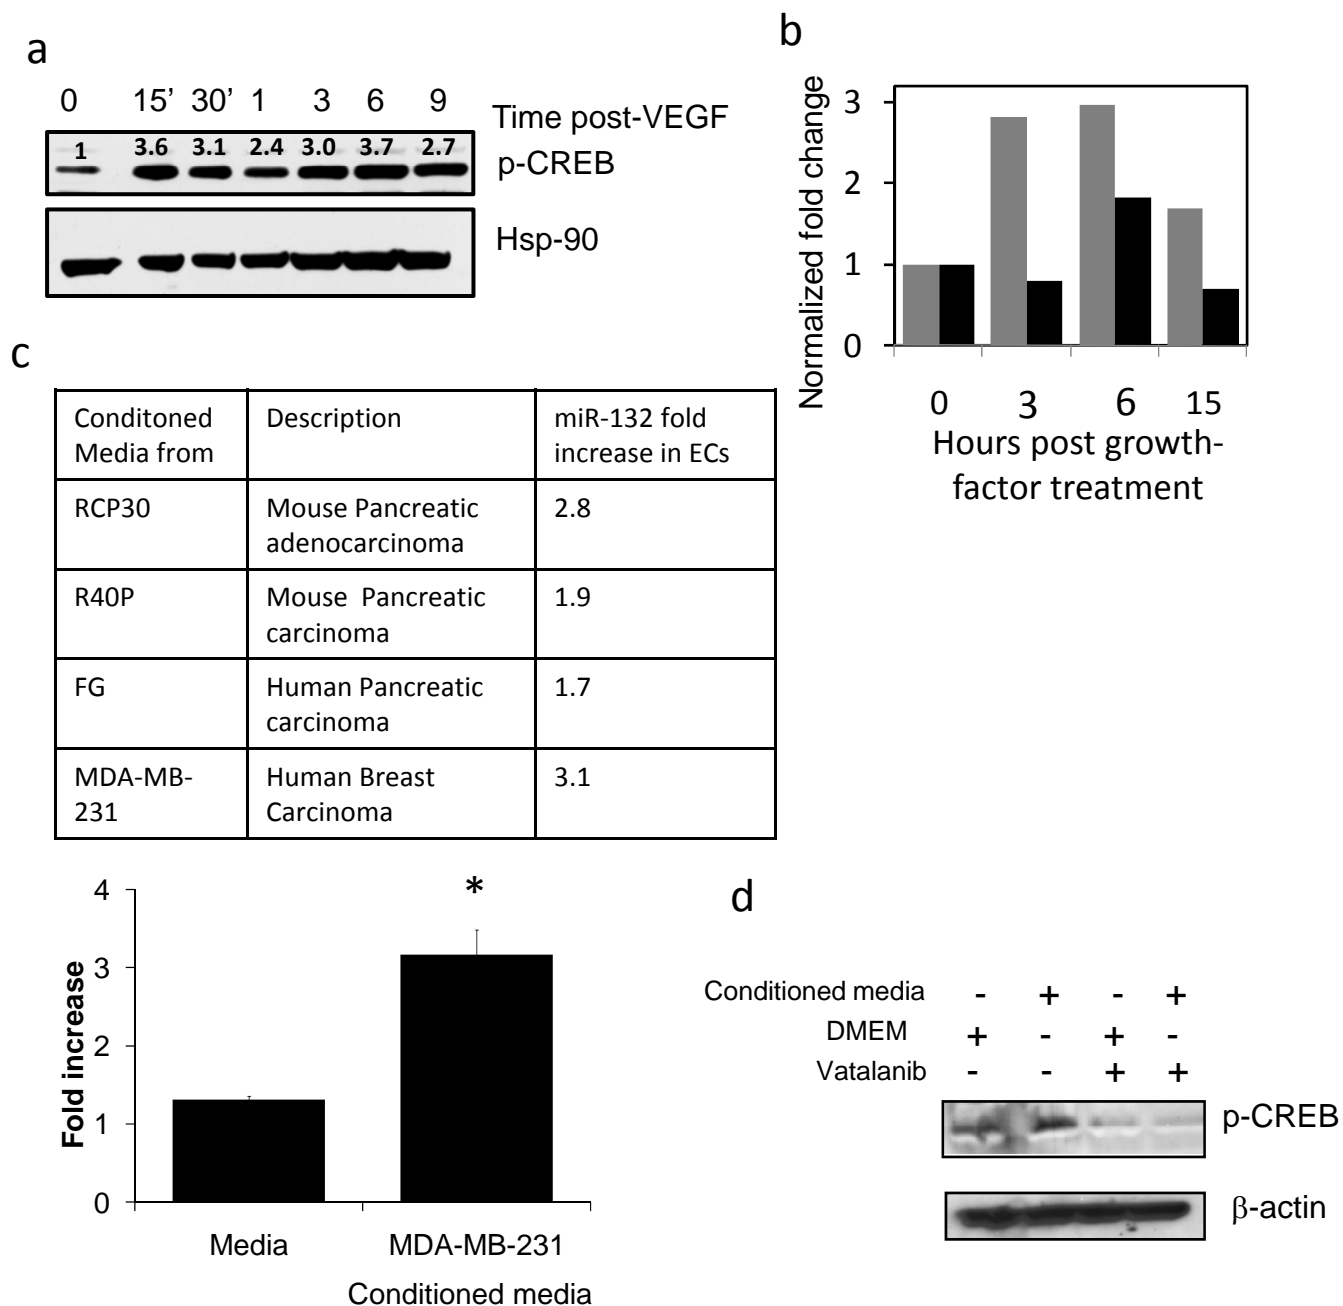 a
0 15' 30' 1 3 6 9
Time post-VEGF
1 3.6 3.1 2.4 3.0 3.7 2.7
p-CREB
Hsp-90
b
Normalized fold change
3
2
1
0
0 3 6 15
Hours post growth-
factor treatment
c
Conditoned
Media from
Description
miR-132 fold
increase in ECs
RCP30
Mouse Pancreatic
adenocarcinoma
2.8
R40P
Mouse Pancreatic
carcinoma
1.9
FG
Human Pancreatic
carcinoma
1.7
MDA-MB-
231
Human Breast
Carcinoma
3.1
Fold increase
4
3
2
1
0
*
Media MDA-MB-231
Conditioned media
d
Conditioned media - + - +
DMEM + - + -
Vatalanib - - + +
p-CREB
β-actin